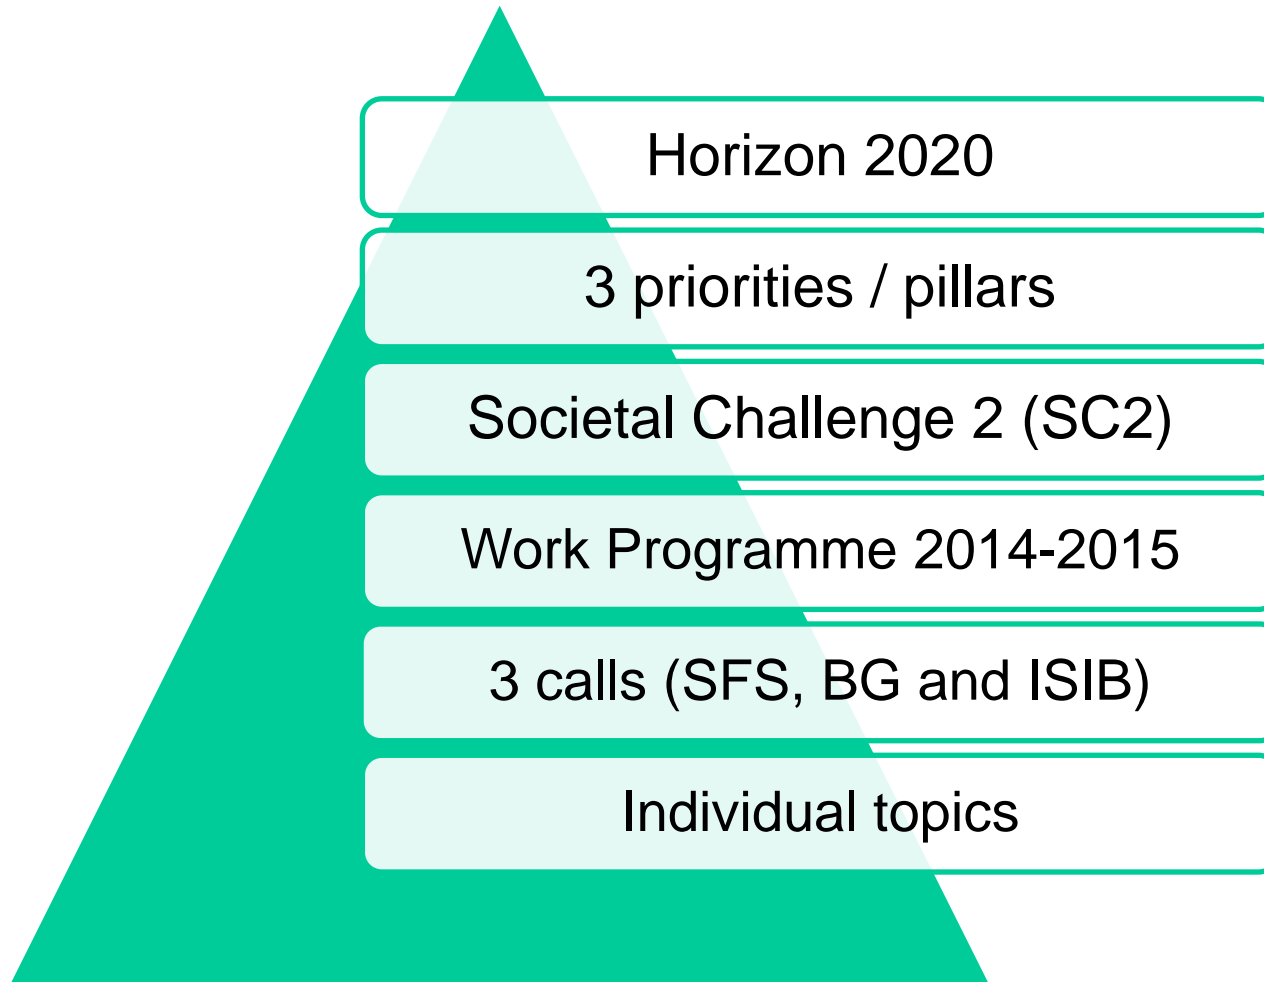 Horizon 2020
3 priorities / pillars
Societal Challenge 2 (SC2)
Work Programme 2014-2015
3 calls (SFS, BG and ISIB)
Individual topics